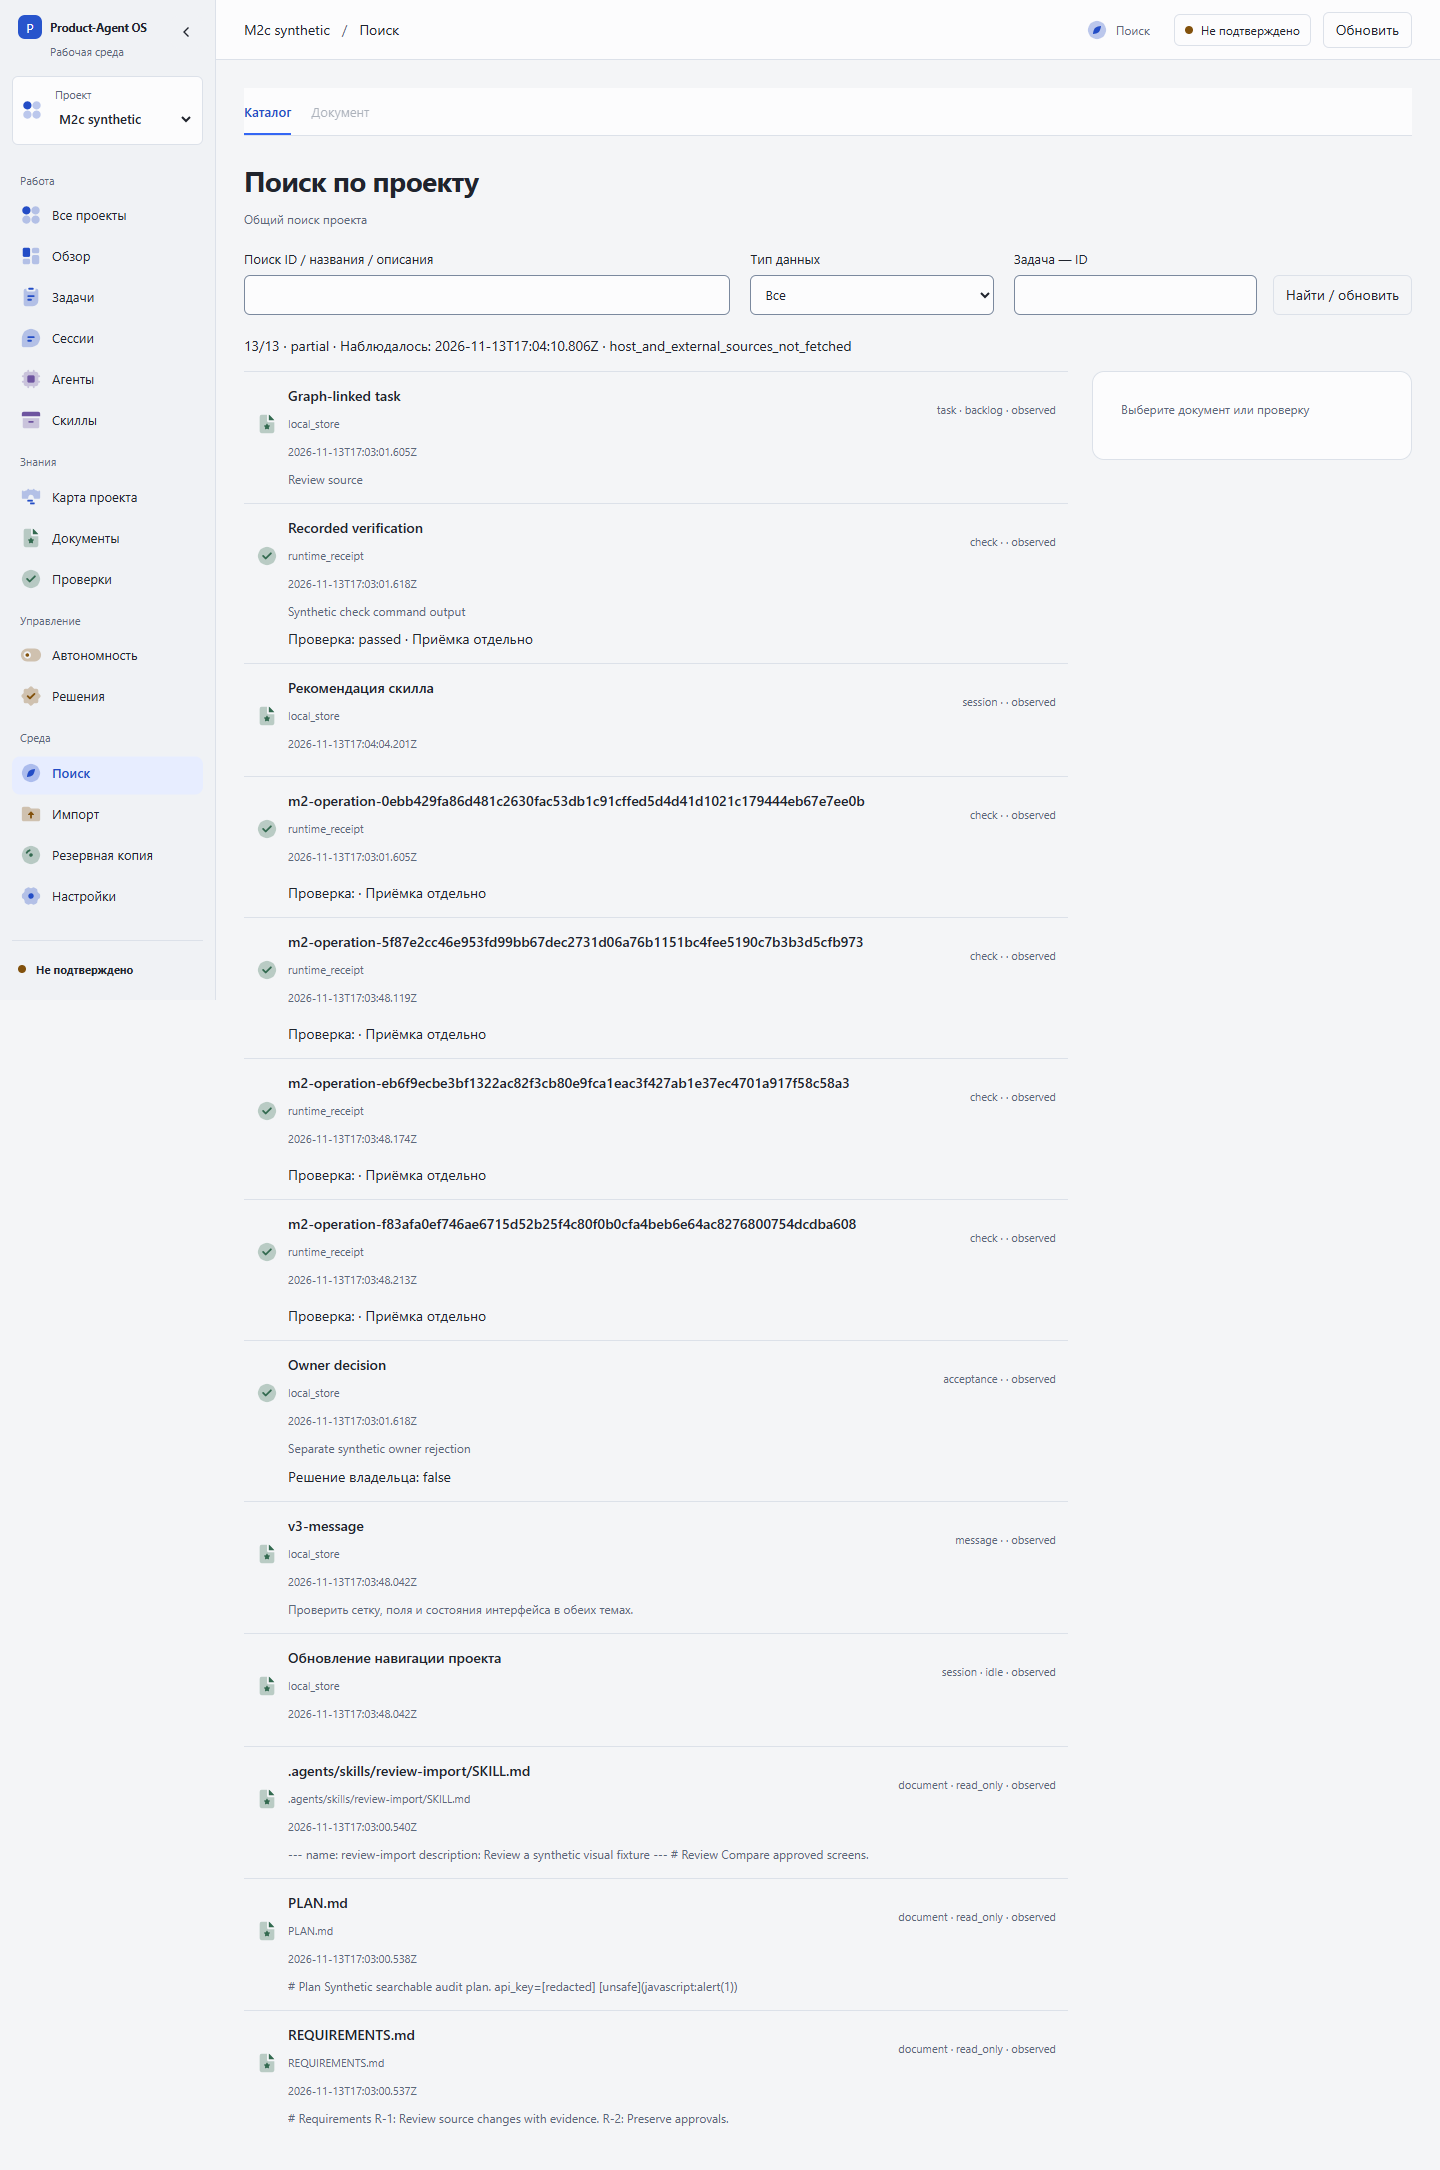 P Product-Agent OS
Рабочая среда
Проект
M2c synthetic
Работа
Все проекты
Обзор
Задачи
Сессии
Агенты
Скиллы
Знания
Карта проекта
Документы
Проверки
Управление
Автономность
Решения
Среда
Поиск
Импорт
Резервная копия
Настройки
Не подтверждено
M2c synthetic / Поиск
Поиск
Не подтверждено
Обновить
Каталог Документ
Поиск по проекту
Общий поиск проекта
Поиск ID / названия / описания
Тип данных
Задача — ID
Все
Найти / обновить
13/13 · partial · Наблюдалось: 2026-11-13T17:04:10.806Z · host_and_external_sources_not_fetched
Graph-linked task
task · backlog · observed
local_store
2026-11-13T17:03:01.605Z
Review source
Выберите документ или проверку
Recorded verification
check · · observed
runtime_receipt
2026-11-13T17:03:01.618Z
Synthetic check command output
Проверка: passed · Приёмка отдельно
Рекомендация скилла
session · · observed
local_store
2026-11-13T17:04:04.201Z
m2-operation-0ebb429fa86d481c2630fac53db1c91cffed5d4d41d1021c179444eb67e7ee0b
check · · observed
runtime_receipt
2026-11-13T17:03:01.605Z
Проверка: · Приёмка отдельно
m2-operation-5f87e2cc46e953fd99bb67dec2731d06a76b1151bc4fee5190c7b3b3d5cfb973
check · · observed
runtime_receipt
2026-11-13T17:03:48.119Z
Проверка: · Приёмка отдельно
m2-operation-eb6f9ecbe3bf1322ac82f3cb80e9fca1eac3f427ab1e37ec4701a917f58c58a3
check · · observed
runtime_receipt
2026-11-13T17:03:48.174Z
Проверка: · Приёмка отдельно
m2-operation-f83afa0ef746ae6715d52b25f4c80f0b0cfa4beb6e64ac8276800754dcdba608
check · · observed
runtime_receipt
2026-11-13T17:03:48.213Z
Проверка: · Приёмка отдельно
Owner decision
acceptance · · observed
local_store
2026-11-13T17:03:01.618Z
Separate synthetic owner rejection
Решение владельца: false
v3-message
message · · observed
local_store
2026-11-13T17:03:48.042Z
Проверить сетку, поля и состояния интерфейса в обеих темах.
Обновление навигации проекта
session · idle · observed
local_store
2026-11-13T17:03:48.042Z
.agents/skills/review-import/SKILL.md
document · read_only · observed
.agents/skills/review-import/SKILL.md
2026-11-13T17:03:00.540Z
--- name: review-import description: Review a synthetic visual fixture --- # Review Compare approved screens.
PLAN.md
document · read_only · observed
PLAN.md
2026-11-13T17:03:00.538Z
# Plan Synthetic searchable audit plan. api_key=[redacted] [unsafe](javascript:alert(1))
REQUIREMENTS.md
document · read_only · observed
REQUIREMENTS.md
2026-11-13T17:03:00.537Z
# Requirements R-1: Review source changes with evidence. R-2: Preserve approvals.